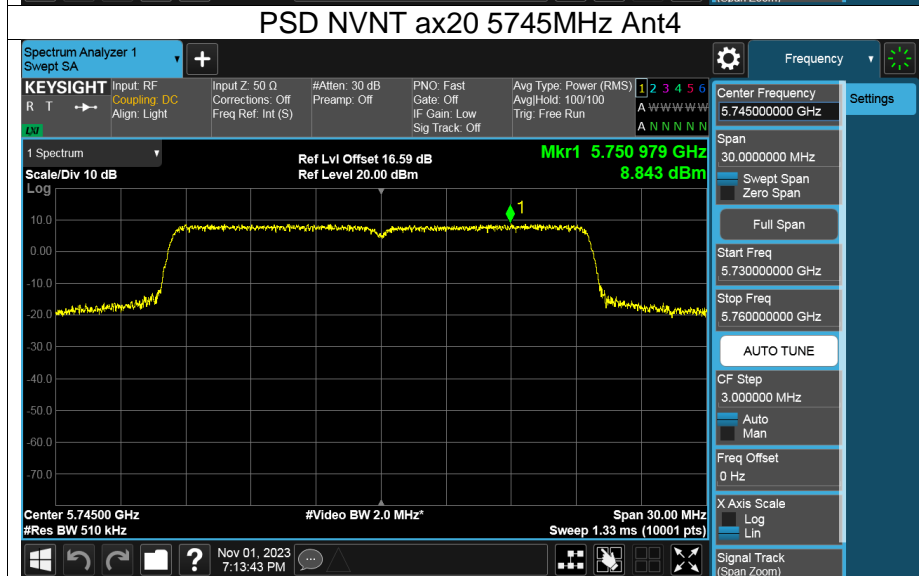 (Span Zoom)
PSD NVNT ax20 5745MHz Ant4
Spectrum Analyzer 1
Swept SA
+
Frequency
KEYSIGHT
R T
LXI
Input: RF
Coupling: DC
Align: Light
Input Z: 50 Ω
Corrections: Off
Freq Ref: Int (S)
#Atten: 30 dB
Preamp: Off
PNO: Fast
Gate: Off
IF Gain: Low
Sig Track: Off
Avg Type: Power (RMS)
Avg|Hold: 100/100
Trig: Free Run
1 2 3 4 5 6
A W W W W W
A N N N N N
1 Spectrum
Scale/Div 10 dB
Log
Ref Lvl Offset 16.59 dB
Ref Level 20.00 dBm
Mkr1 5.750 979 GHz
8.843 dBm
1
10.0
0.00
-10.0
-20.0
-30.0
-40.0
-50.0
-60.0
-70.0
Center 5.74500 GHz
#Res BW 510 kHz
#Video BW 2.0 MHz*
Span 30.00 MHz
Sweep 1.33 ms (10001 pts)
Center Frequency
5.745000000 GHz
Settings
Span
30.0000000 MHz
Swept Span
Zero Span
Full Span
Start Freq
5.730000000 GHz
Stop Freq
5.760000000 GHz
AUTO TUNE
CF Step
3.000000 MHz
Auto
Man
Freq Offset
0 Hz
X Axis Scale
Log
Lin
Signal Track
(Span Zoom)
?
Nov 01, 2023
7:13:43 PM